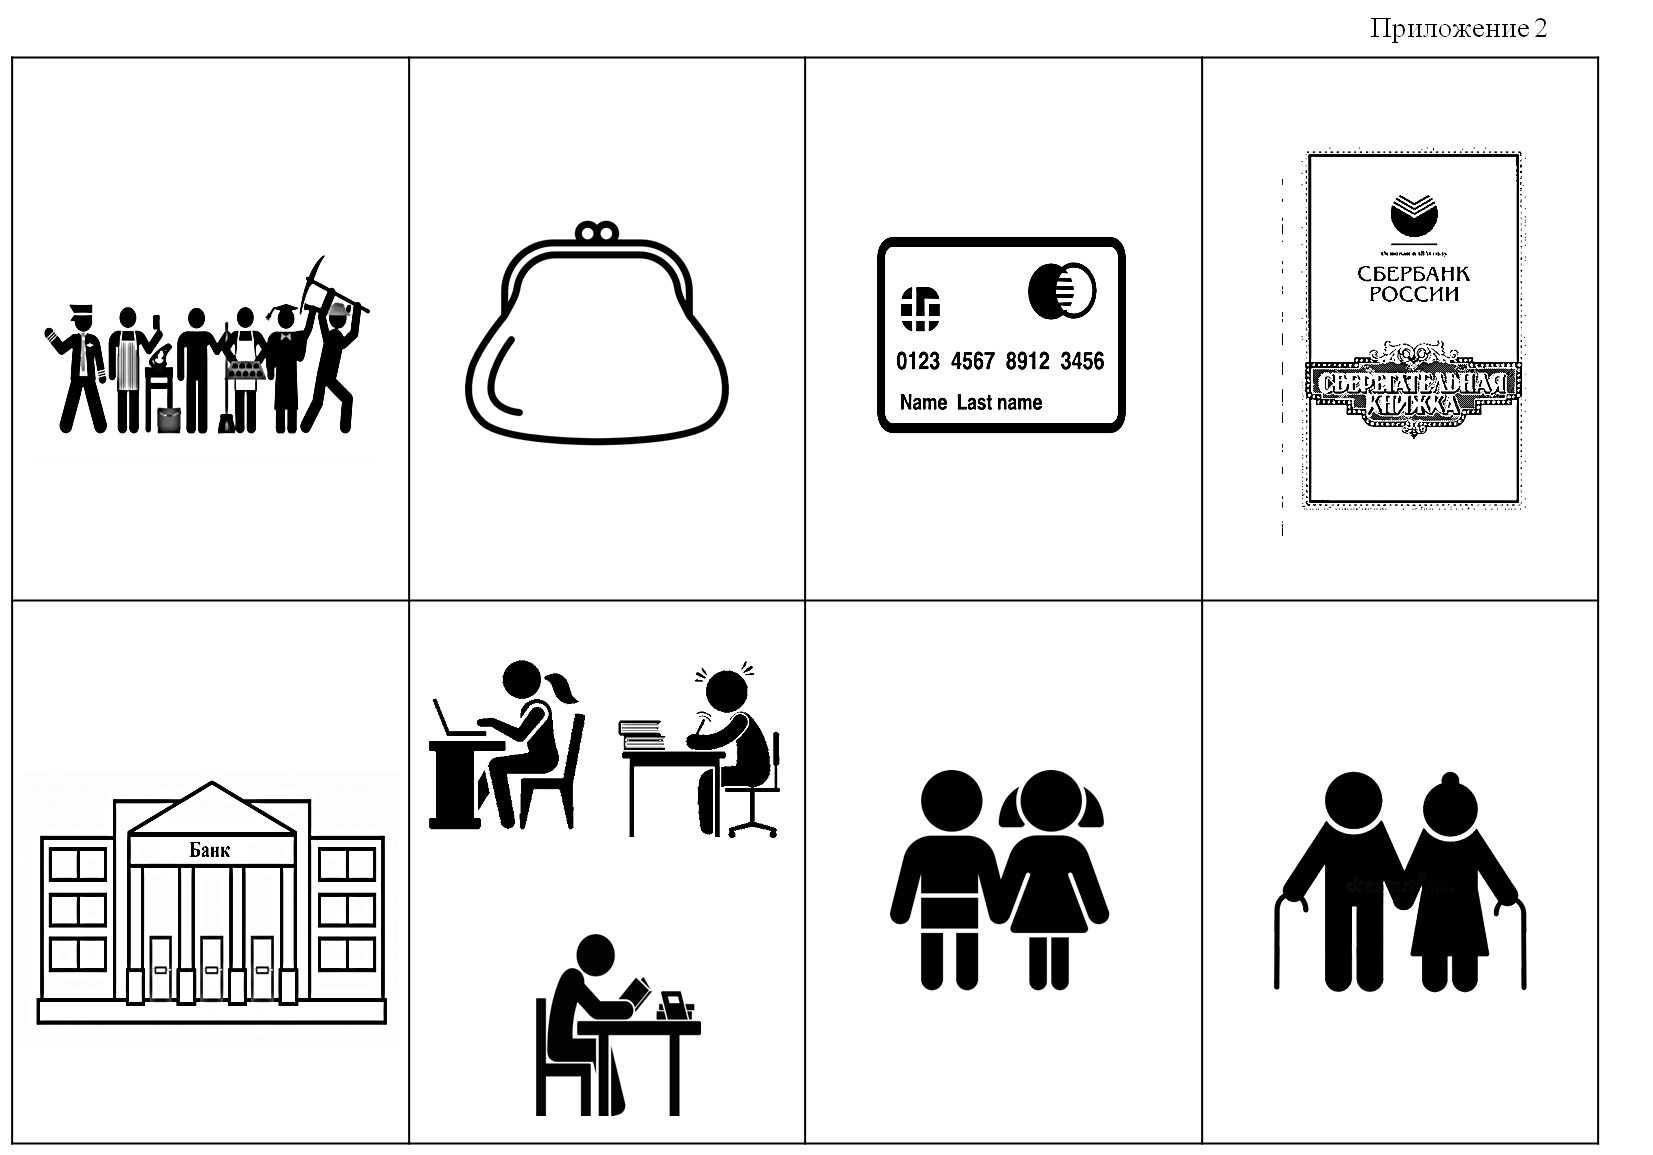 Приложение 2
0123 4567 8912 3456
Name Last name
СБЕРБАНК
РОССИИ
СБЕРЕГАТЕЛЬНАЯ
КНИЖКА
Банк